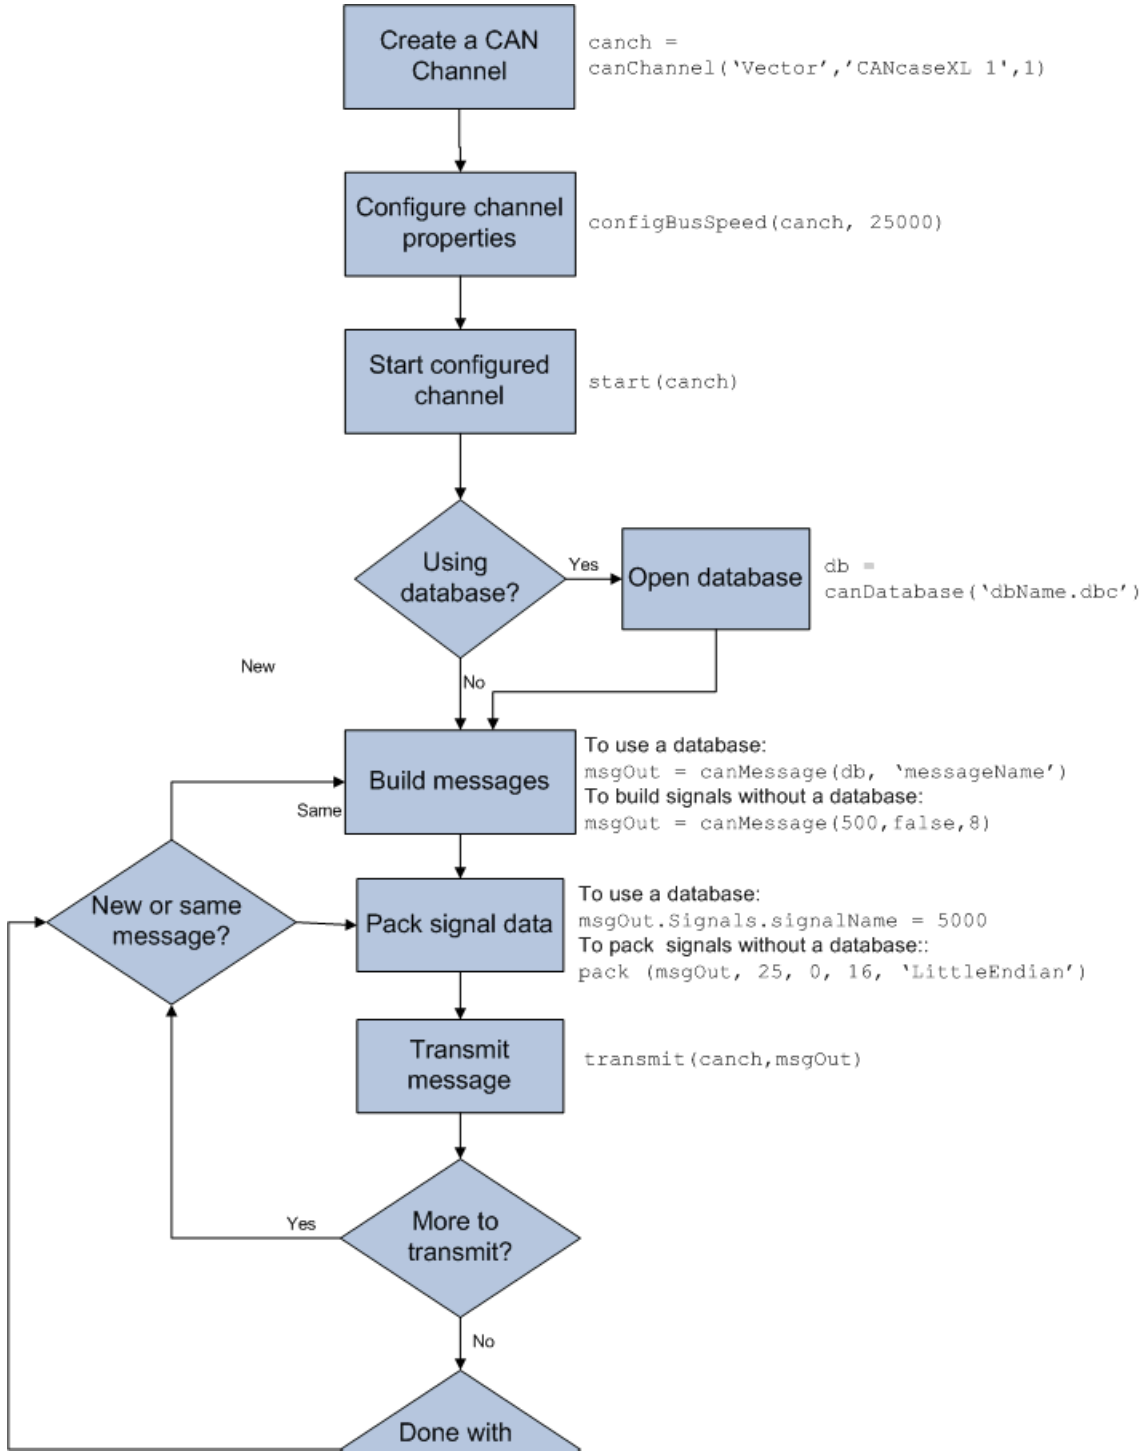 Create a CAN
Channel
canch =
canChannel(‘Vector’,’CANcaseXL 1',1)
Configure channel
properties
configBusSpeed(canch, 25000)
Start configured
channel
start(canch)
Using
database?
Yes
Open database
db =
canDatabase(‘dbName.dbc’)
New
No
Build messages
To use a database:
msgOut = canMessage(db, ‘messageName’)
To build signals without a database:
msgOut = canMessage(500,false,8)
Same
New or same
message?
Pack signal data
To use a database:
msgOut.Signals.signalName = 5000
To pack signals without a database::
pack (msgOut, 25, 0, 16, ‘LittleEndian’)
Transmit
message
transmit(canch,msgOut)
More to
transmit?
Yes
No
Done with